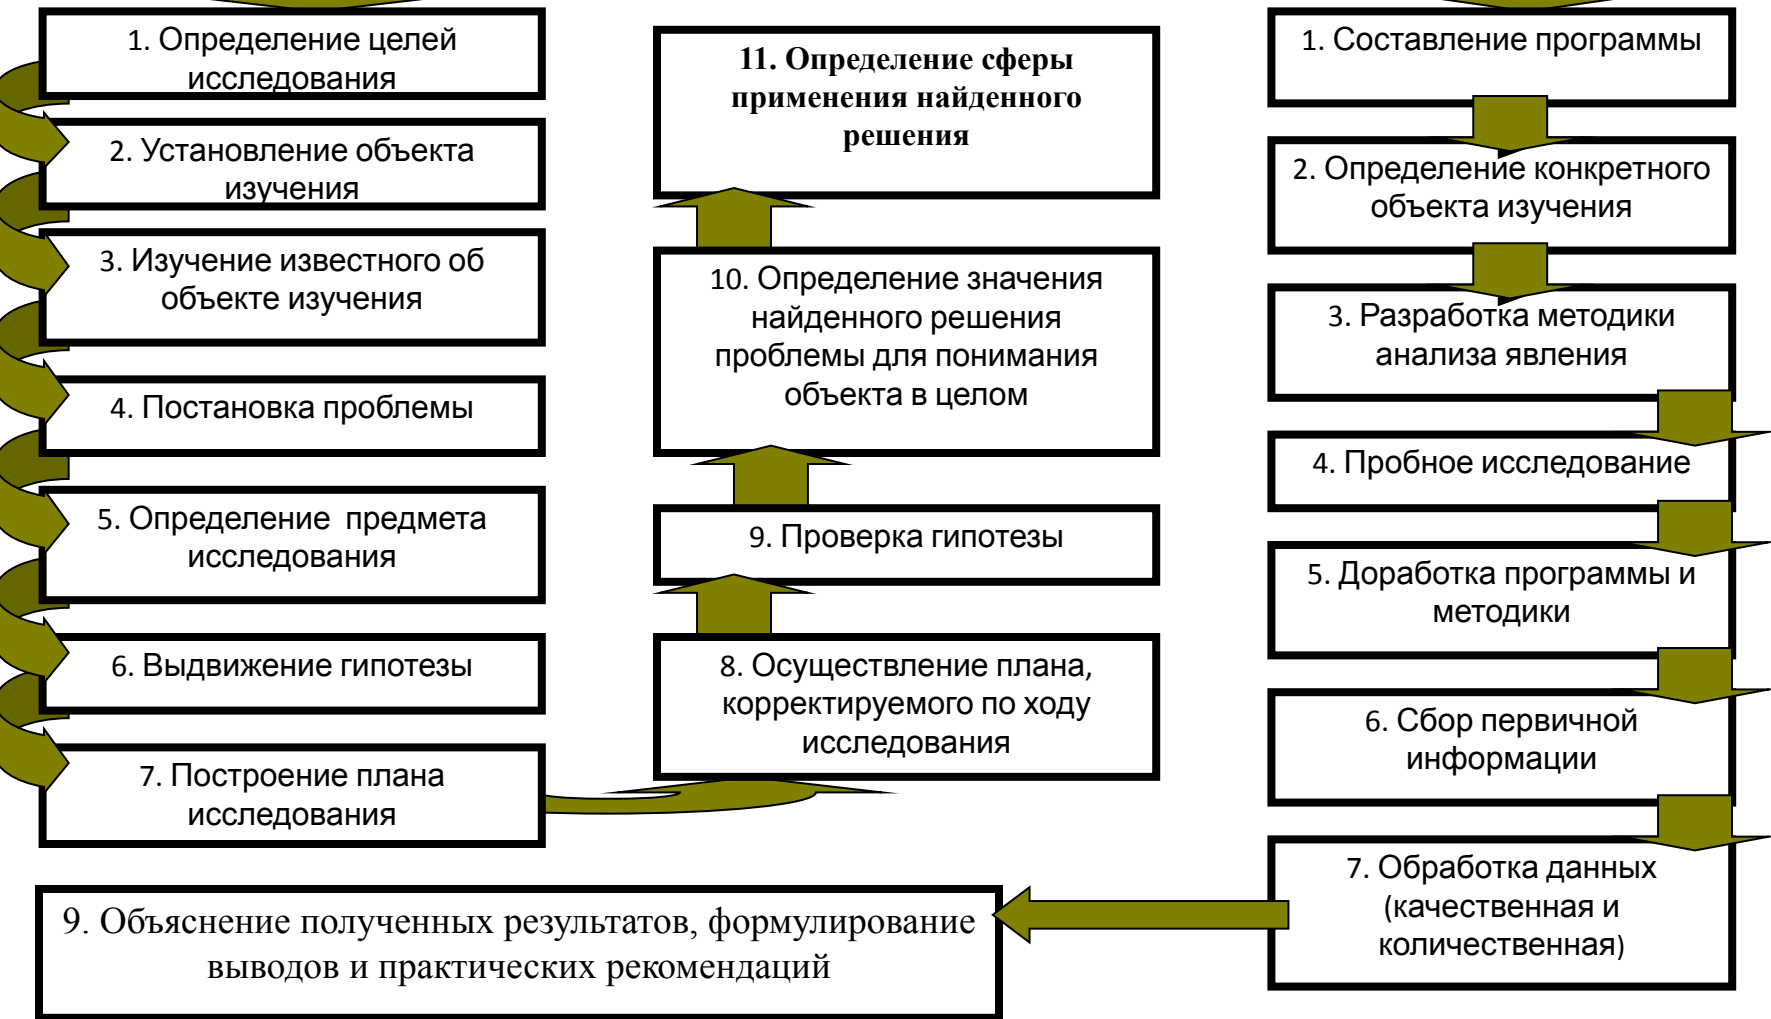 1. Определение целей
исследования
2. Установление объекта
изучения
3. Изучение известного об
объекте изучения
4. Постановка проблемы
5. Определение  предмета
исследования
6. Выдвижение гипотезы
7. Построение плана
исследования
8. Осуществление плана,
корректируемого по ходу
исследования
9. Проверка гипотезы
10. Определение значения
найденного решения
проблемы для понимания
объекта в целом
11. Определение сферы
применения найденного
решения
1. Составление программы
2. Определение конкретного
объекта изучения
3. Разработка методики
анализа явления
4. Пробное исследование
5. Доработка программы и
методики
6. Сбор первичной
информации
7. Обработка данных
(качественная и
количественная)
9. Объяснение полученных результатов, формулирование
выводов и практических рекомендаций